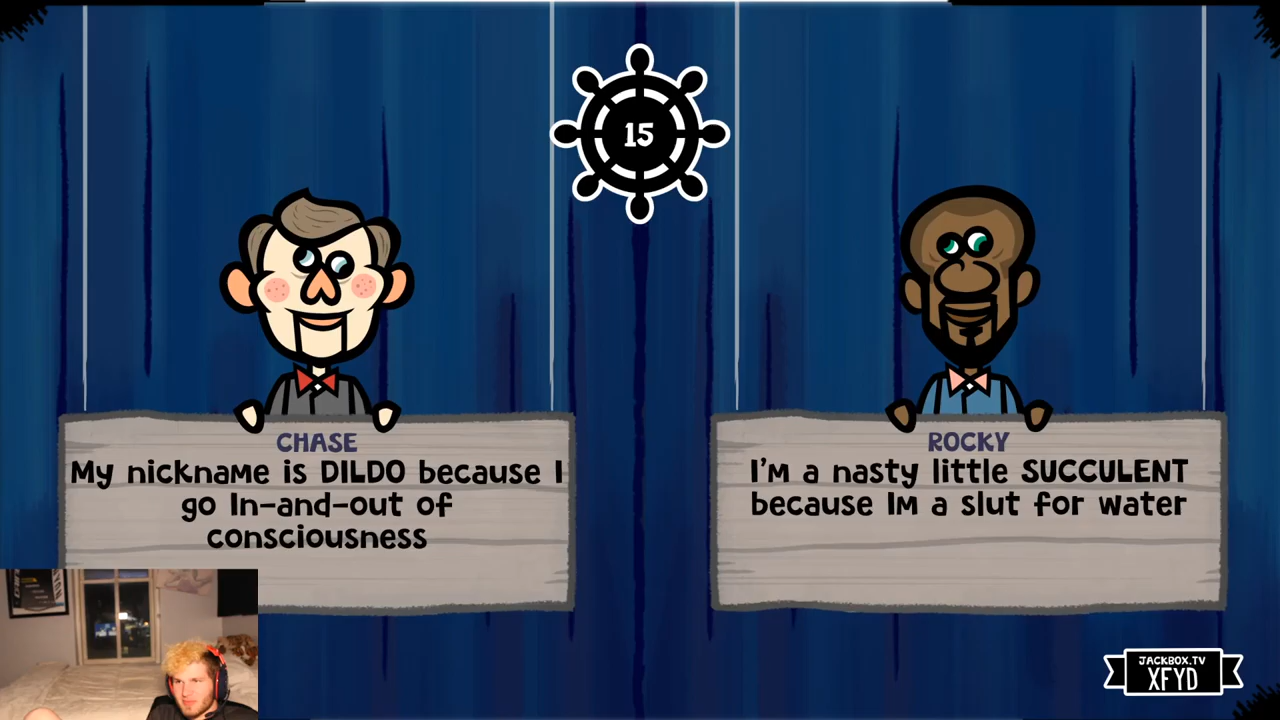 15
CHASE
My nickname is DILDO because I
go In-and-out of
consciousness
ROCKY
I'm a nasty little SUCCULENT
because Im a slut for water
JACKBOX.TV
XFYD